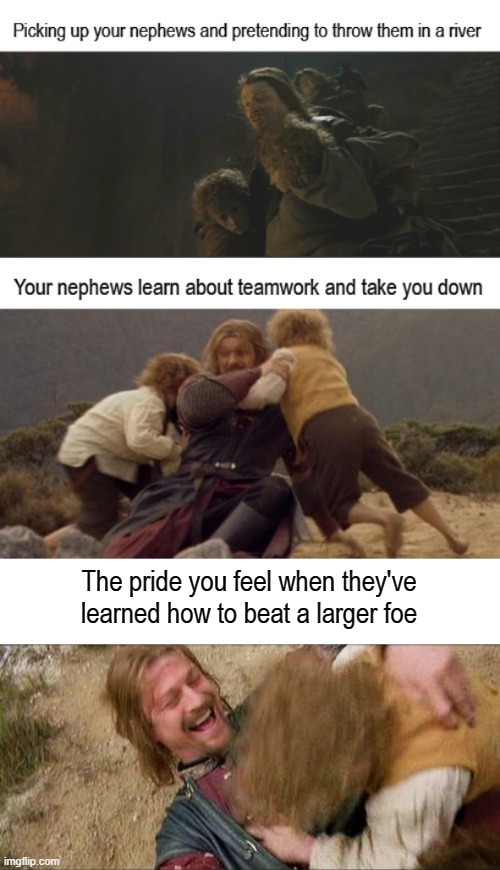 Picking up your nephews and pretending to throw them in a river
Your nephews learn about teamwork and take you down
The pride you feel when they've
learned how to beat a larger foe
imgflip.com